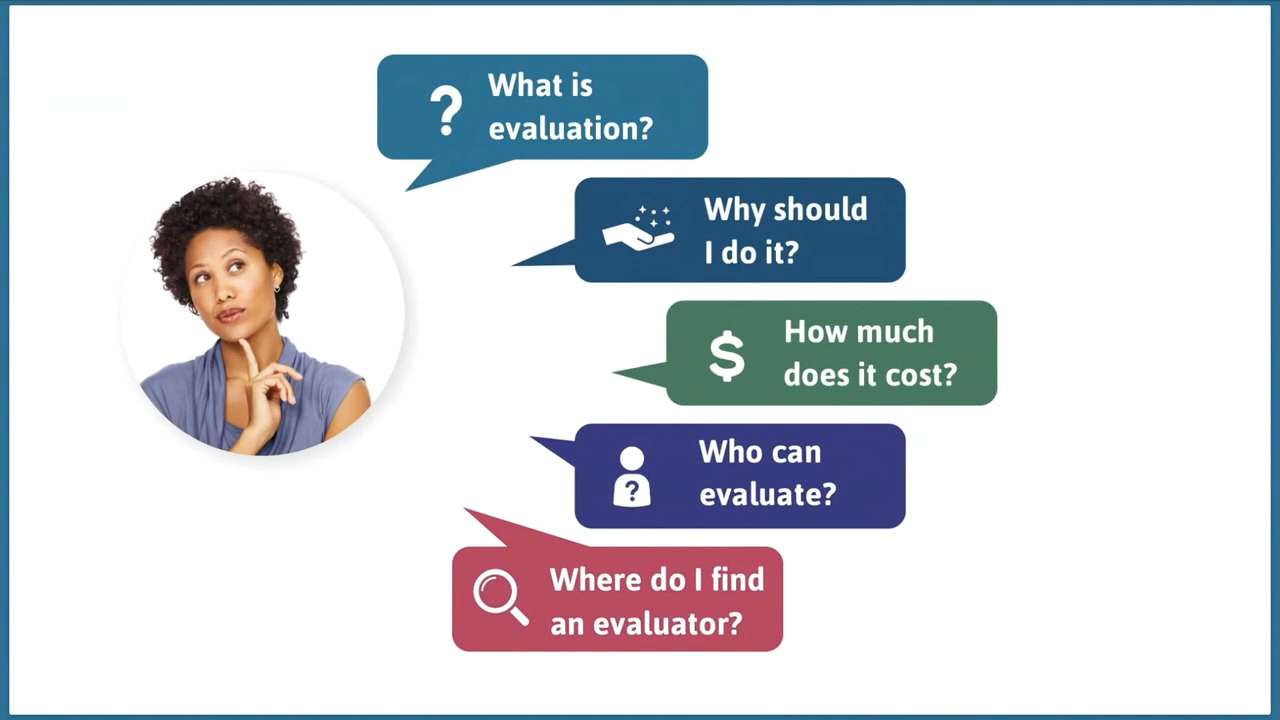 What is
evaluation?
Why should
I do it?
How much
does it cost?
Who can
evaluate?
Where do I find
an evaluator?